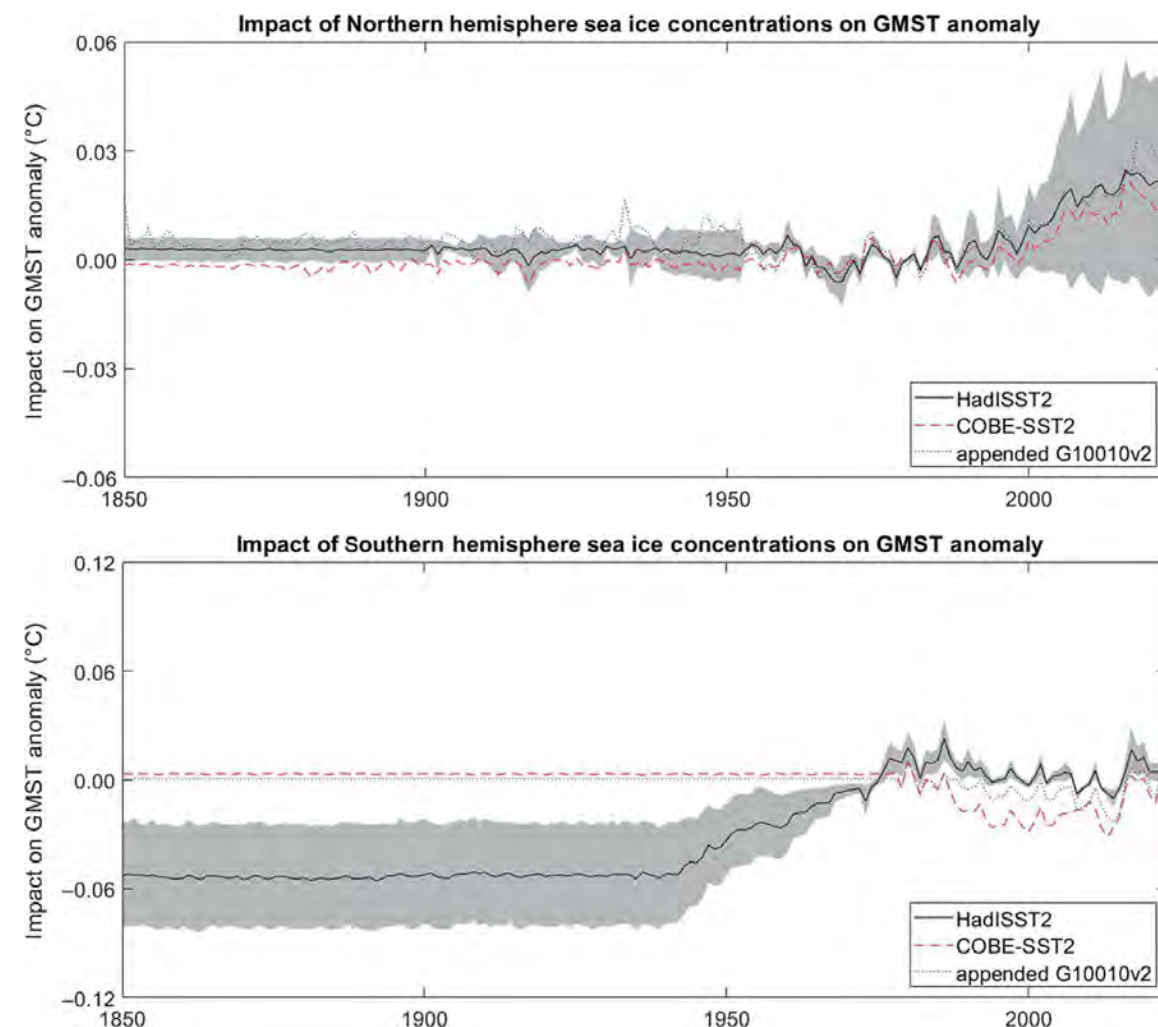 Impact of Northern hemisphere sea ice concentrations on GMST anomaly
0.06
0.03
0.00
−0.03
−0.06
Impact on GMST anomaly (°C)
HadISST2
COBE-SST2
appended G10010v2
1850 1900 1950 2000
Impact of Southern hemisphere sea ice concentrations on GMST anomaly
0.12
0.06
0.00
−0.06
−0.12
Impact on GMST anomaly (°C)
HadISST2
COBE-SST2
appended G10010v2
1850 1900 1950 2000